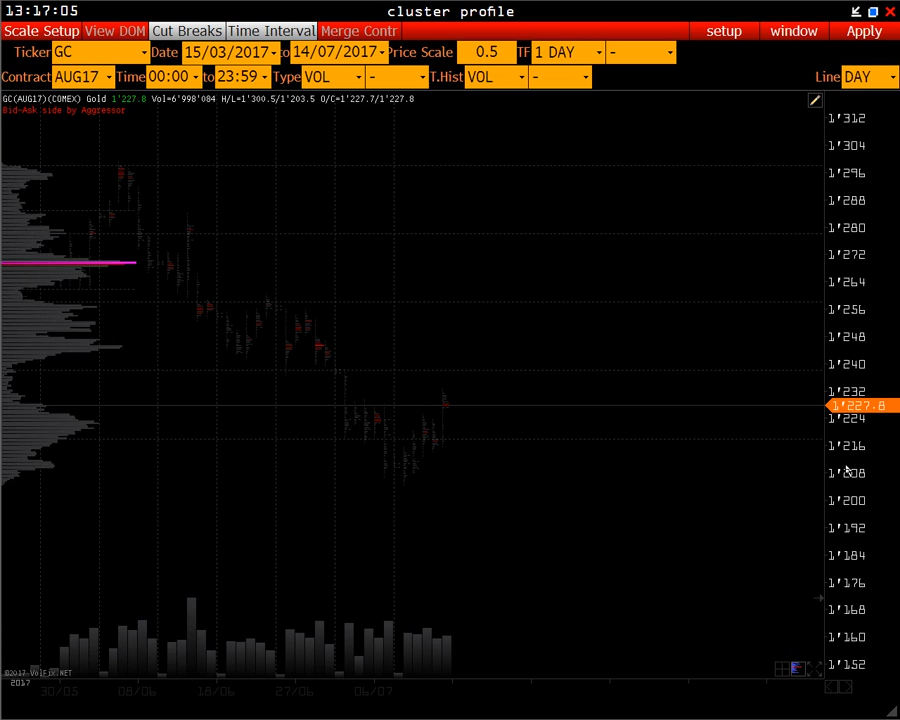 13:17:05 cluster profile
Scale Setup View DOM Cut Breaks Time Interval Merge Contr setup window Apply
Ticker GC Date 15/03/2017 to 14/07/2017 Price Scale 0.5 TF 1 DAY -
Contract AUG17 Time 00:00 to 23:59 Type VOL - T.Hist VOL - Line DAY
GC(AUG17)(COMEX) Gold 1'227.8 Vol=6'998'084 H/L=1'300.5/1'203.5 O/C=1'227.7/1'227.8
Bid-Ask side by Aggressor
1'312
1'304
1'296
1'288
1'280
1'272
1'264
1'256
1'248
1'240
1'232
1'227.8
1'224
1'216
1'208
1'200
1'192
1'184
1'176
1'168
1'160
1'152
©2017 VolFix.NET
2017
30/05 08/06 18/06 27/06 06/07